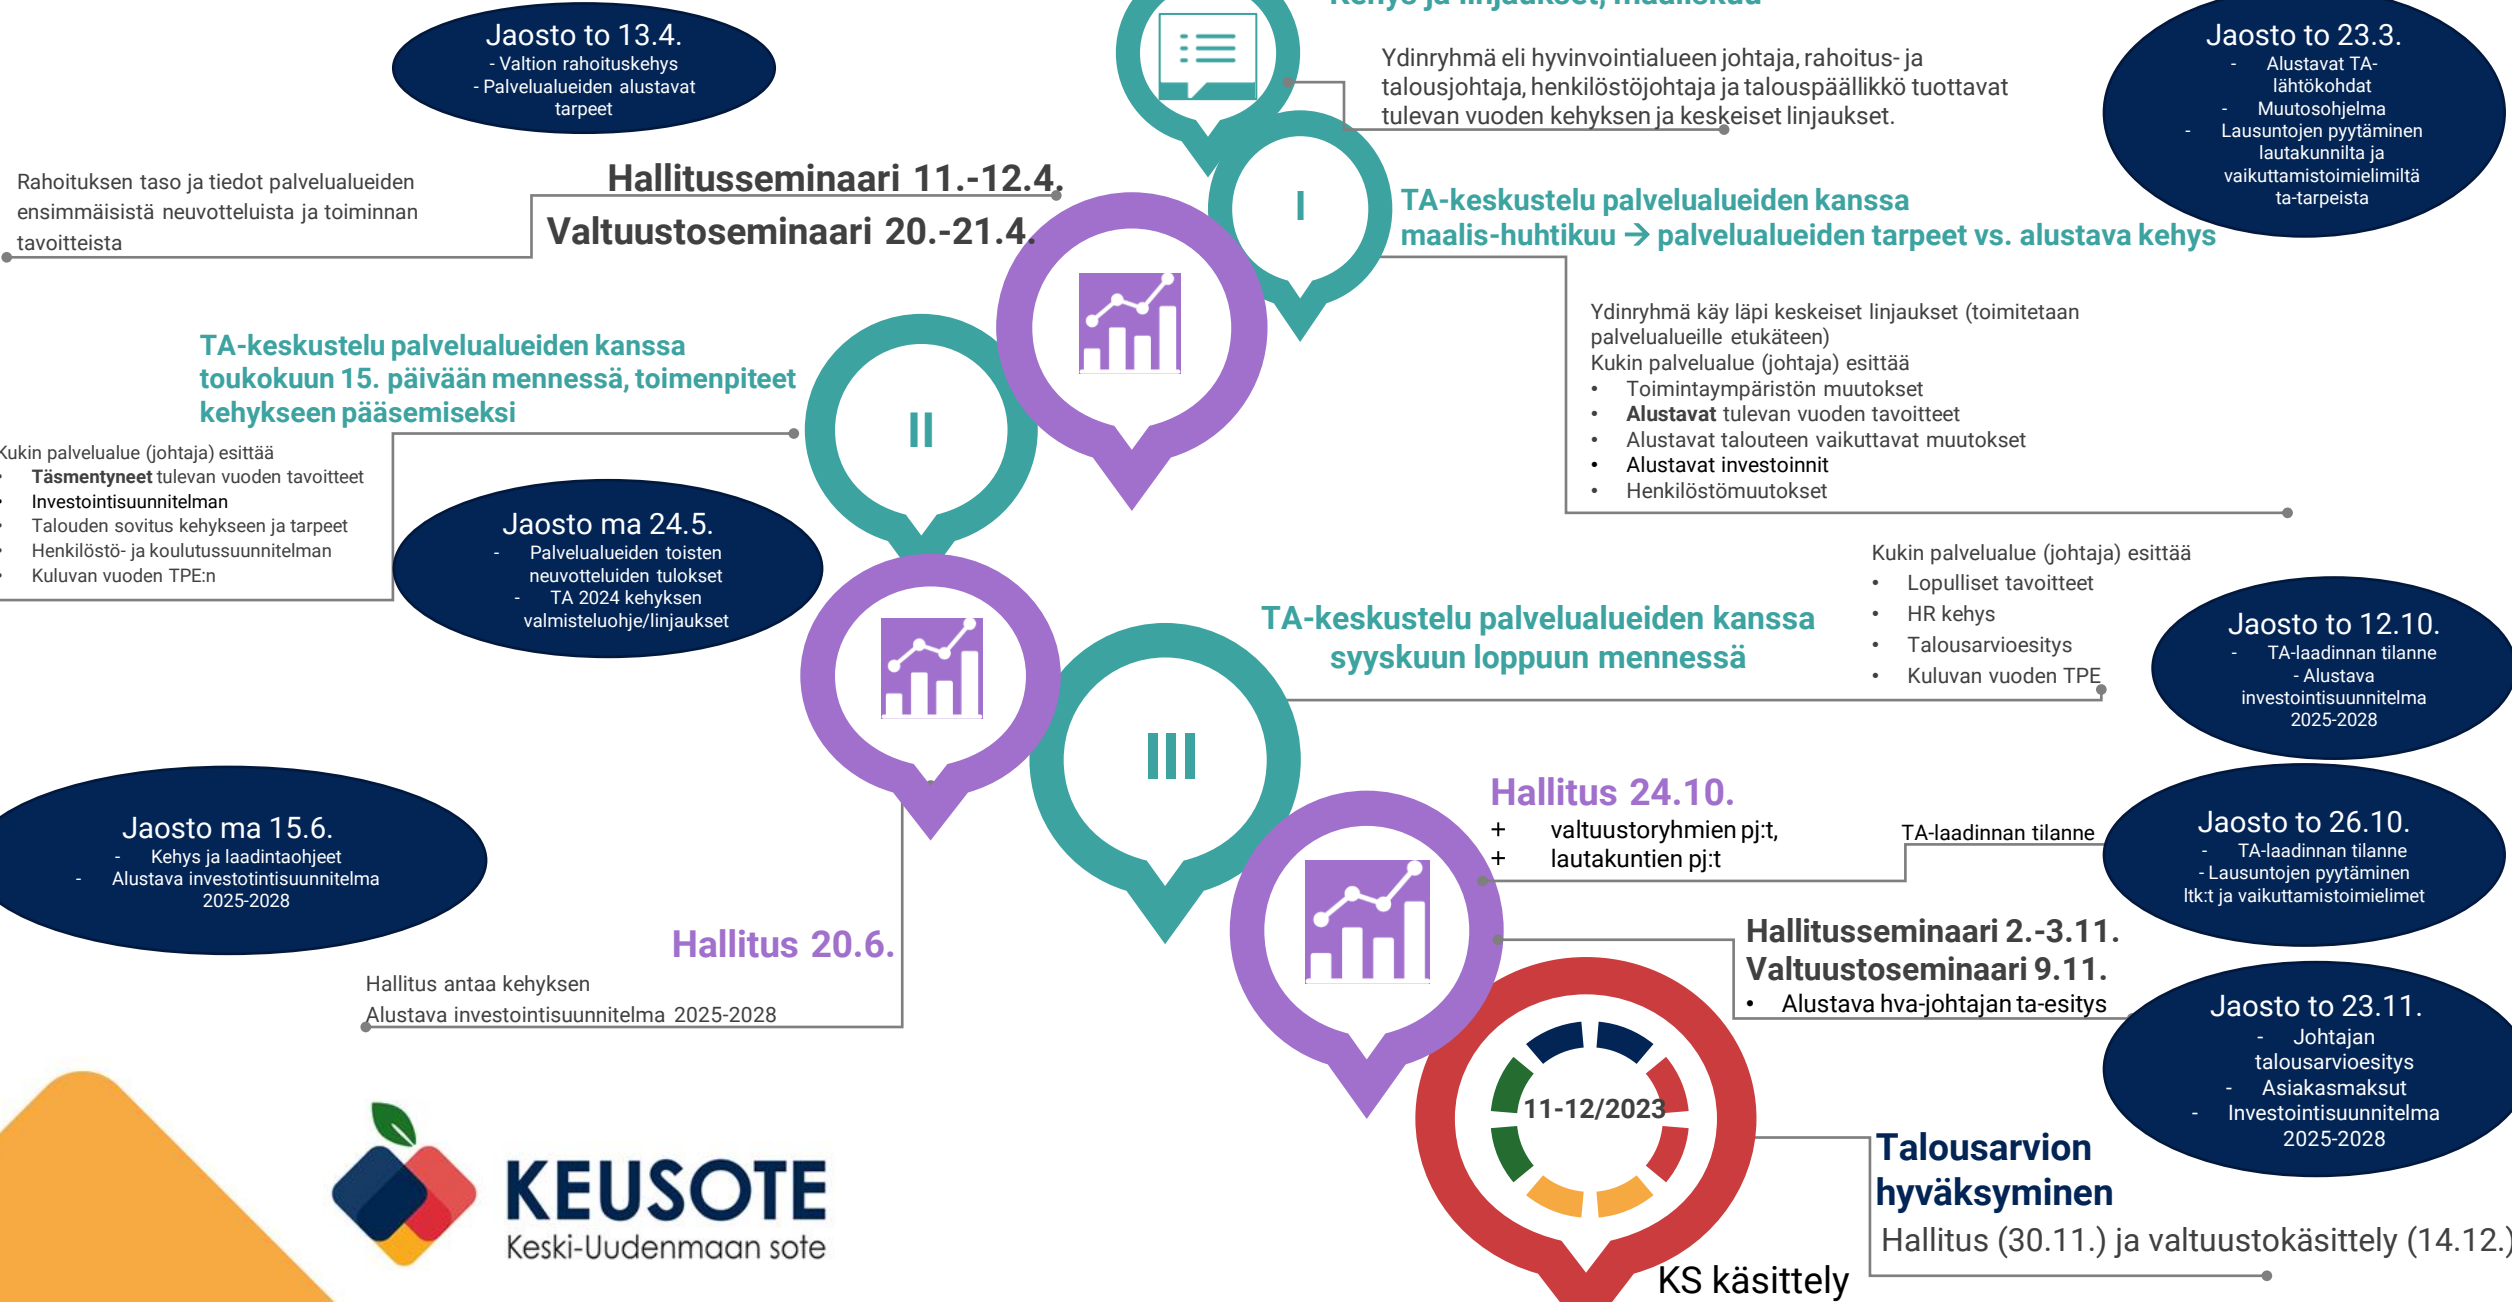 Kehys ja linjaukset, maaliskuu
Ydinryhmä eli hyvinvointialueen johtaja, rahoitus- ja
talousjohtaja, henkilöstöjohtaja ja talouspäällikkö tuottavat
tulevan vuoden kehyksen ja keskeiset linjaukset.
Jaosto to 13.4.
- Valtion rahoituskehys
- Palvelualueiden alustavat
tarpeet
Jaosto to 23.3.
- Alustavat TA-
lähtökohdat
- Muutosohjelma
- Lausuntojen pyytäminen
lautakunnilta ja
vaikuttamistoimielimiltä
ta-tarpeista
Hallitusseminaari 11.-12.4.
Valtuustoseminaari 20.-21.4.
Rahoituksen taso ja tiedot palvelualueiden
ensimmäisistä neuvotteluista ja toiminnan
tavoitteista
I
TA-keskustelu palvelualueiden kanssa
maalis-huhtikuu → palvelualueiden tarpeet vs. alustava kehys
Ydinryhmä käy läpi keskeiset linjaukset (toimitetaan
palvelualueille etukäteen)
Kukin palvelualue (johtaja) esittää
• Toimintaympäristön muutokset
• Alustavat tulevan vuoden tavoitteet
• Alustavat talouteen vaikuttavat muutokset
• Alustavat investoinnit
• Henkilöstömuutokset
TA-keskustelu palvelualueiden kanssa
toukokuun 15. päivään mennessä, toimenpiteet
kehykseen pääsemiseksi
II
Kukin palvelualue (johtaja) esittää
• Täsmentyneet tulevan vuoden tavoitteet
• Investointisuunnitelman
• Talouden sovitus kehykseen ja tarpeet
• Henkilöstö- ja koulutussuunnitelman
• Kuluvan vuoden TPE:n
Jaosto ma 24.5.
- Palvelualueiden toisten
neuvotteluiden tulokset
- TA 2024 kehyksen
valmisteluohje/linjaukset
TA-keskustelu palvelualueiden kanssa
syyskuun loppuun mennessä
III
Kukin palvelualue (johtaja) esittää
• Lopulliset tavoitteet
• HR kehys
• Talousarvioesitys
• Kuluvan vuoden TPE
Jaosto to 12.10.
- TA-laadinnan tilanne
- Alustava
investointisuunnitelma
2025-2028
Jaosto ma 15.6.
- Kehys ja laadintaohjeet
- Alustava investotintisuunnitelma
2025-2028
Hallitus 20.6.
Hallitus antaa kehyksen
Alustava investointisuunnitelma 2025-2028
Hallitus 24.10.
+ valtuustoryhmien pj:t,
+ lautakuntien pj:t
TA-laadinnan tilanne
Jaosto to 26.10.
- TA-laadinnan tilanne
- Lausuntojen pyytäminen
ltk:t ja vaikuttamistoimielimet
Hallitusseminaari 2.-3.11.
Valtuustoseminaari 9.11.
• Alustava hva-johtajan ta-esitys
Jaosto to 23.11.
- Johtajan
talousarvioesitys
- Asiakasmaksut
- Investointisuunnitelma
2025-2028
11-12/2023
Talousarvion
hyväksyminen
Hallitus (30.11.) ja valtuustokäsittely (14.12.)
KS käsittely
KEUSOTE
Keski-Uudenmaan sote